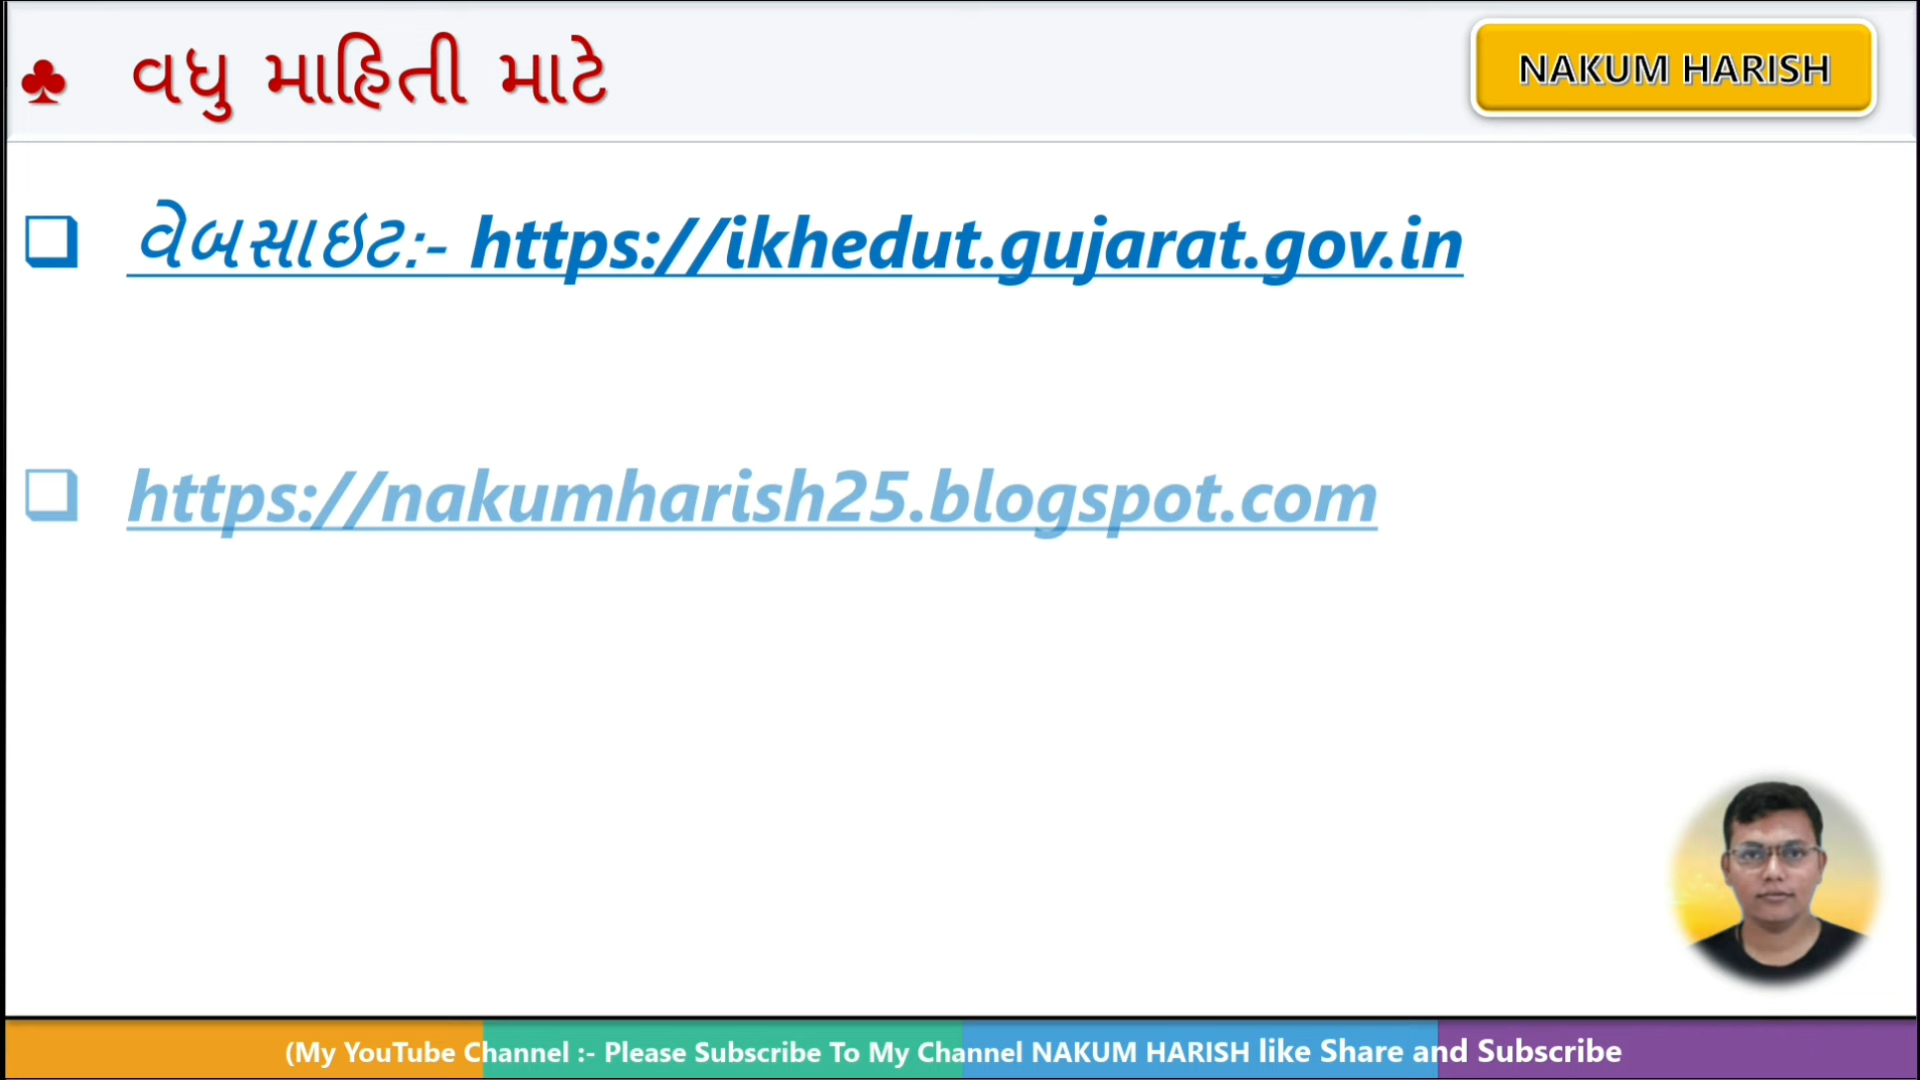 ♣ વધુ માહિતી માટે
NAKUM HARISH
❑ વેબસાઇટ:- https://ikhedut.gujarat.gov.in
❑ https://nakumharish25.blogspot.com
(My YouTube Channel :- Please Subscribe To My Channel NAKUM HARISH like Share and Subscribe